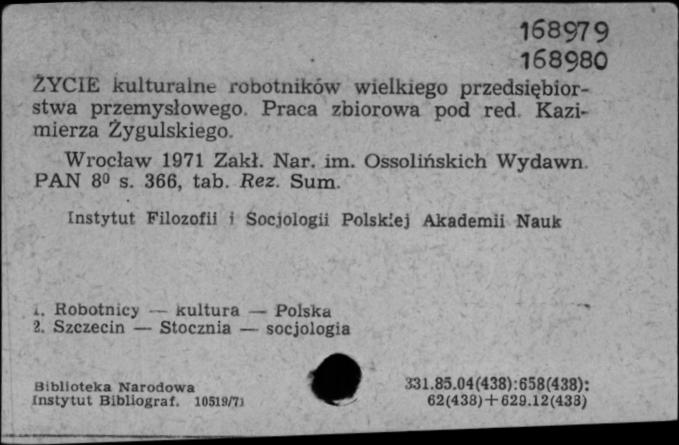 168979
168980
ŻYCIE kulturalne robotników wielkiego przedsiębior-
stwa przemysłowego. Praca zbiorowa pod red. Kazi-
mierza Żygulskiego.
Wrocław 1971 Zakł. Nar. im. Ossolińskich Wydawn.
PAN 8⁰ s. 366, tab. Rez. Sum.
Instytut Filozofii i Socjologii Polskiej Akademii Nauk
1. Robotnicy — kultura — Polska
2. Szczecin — Stocznia — socjologia
Biblioteka Narodowa
Instytut Bibliograf. 10519/71
331.85.04(438):658(438):
62(438)+629.12(438)